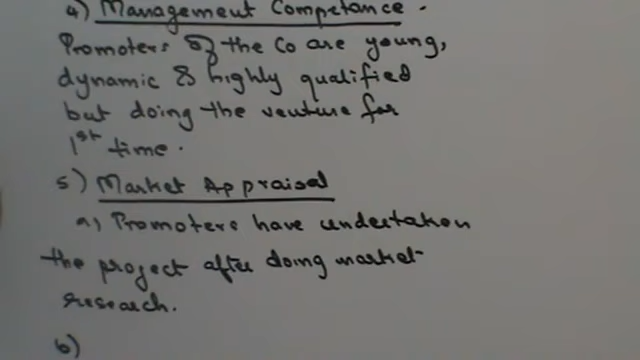 4) Management Competance.
Promoters of the Co are young,
dynamic & highly qualified
but doing the venture for
1st time.
5) Market Appraisal
a) Promoters have undertaken
the project after doing market
research.
b)